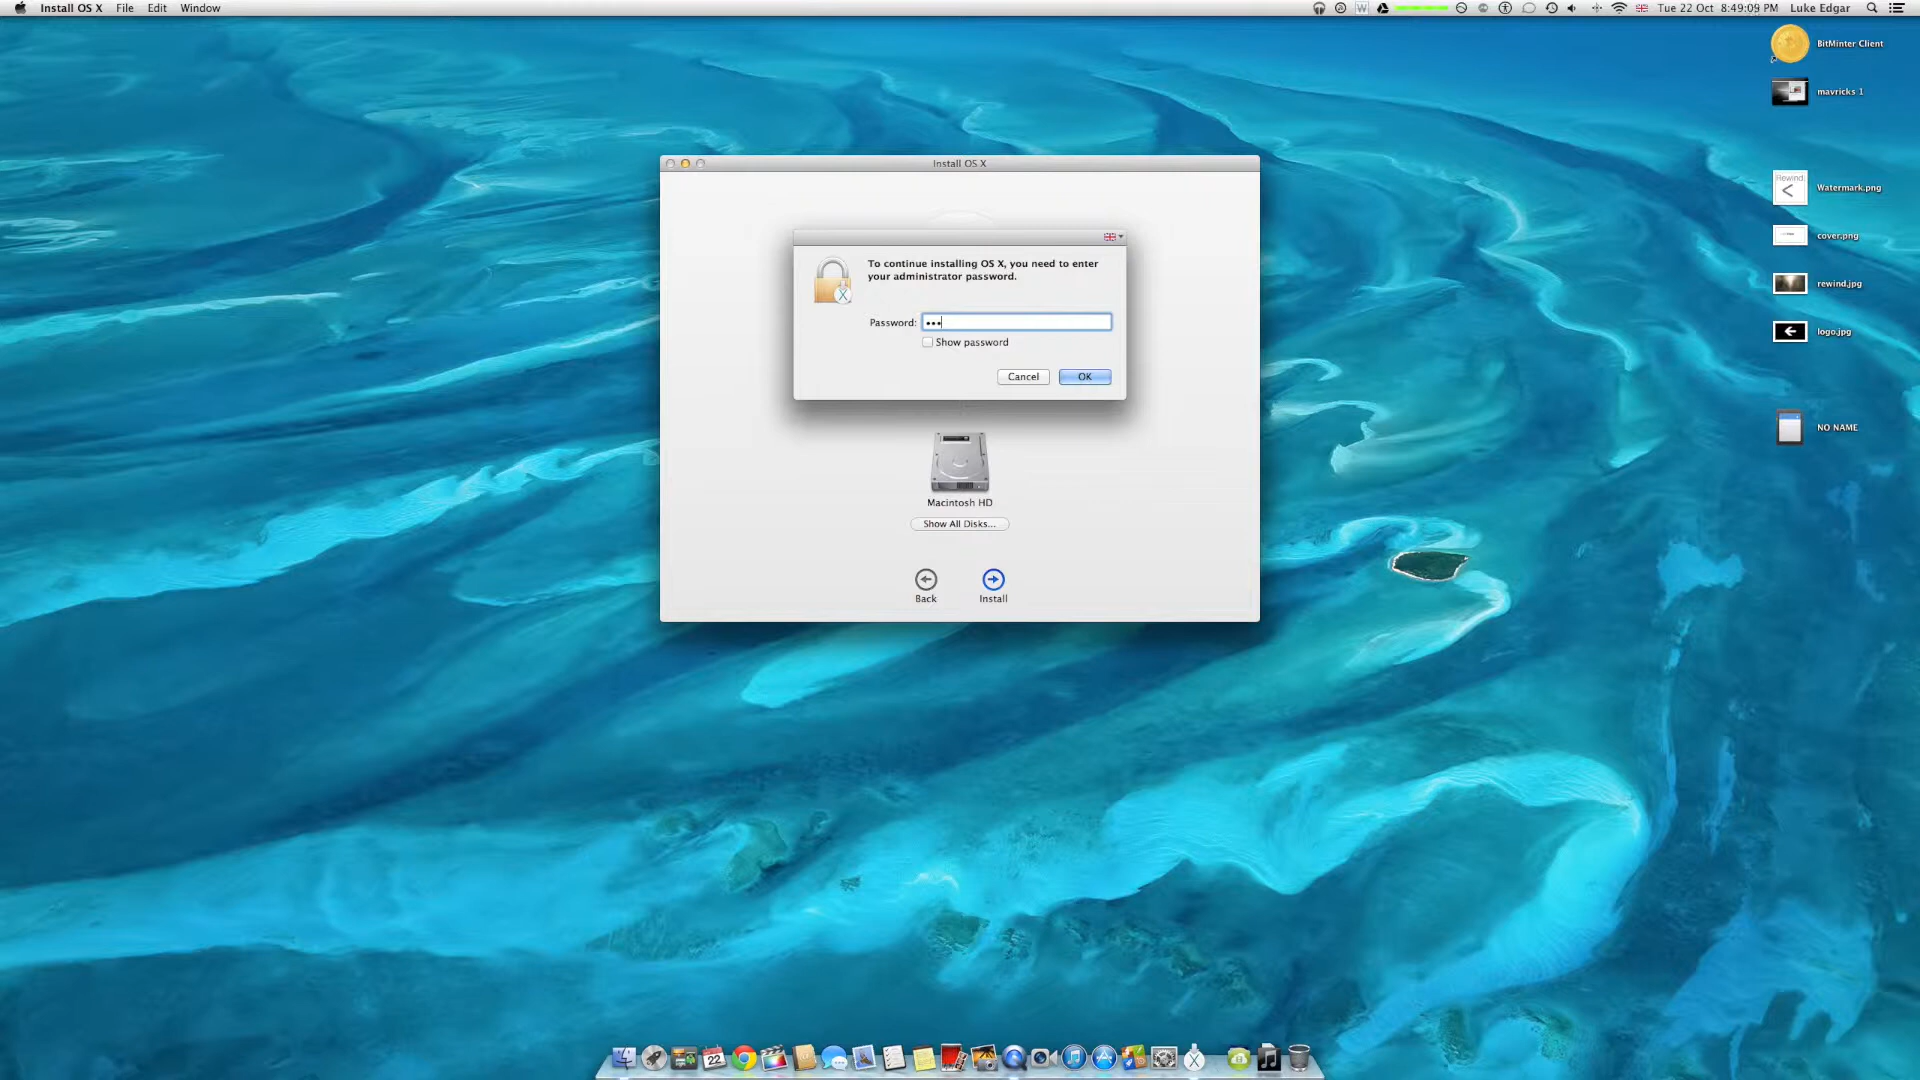 Install OS X File Edit Window
Tue 22 Oct 8:49:09 PM Luke Edgar
BitMinter Client
mavricks 1
Rewind:
Watermark.png
cover.png
rewind.jpg
logo.jpg
NO NAME
Install OS X
To continue installing OS X, you need to enter
your administrator password.
Password: •••
Show password
Cancel OK
Macintosh HD
Show All Disks...
Back Install
22